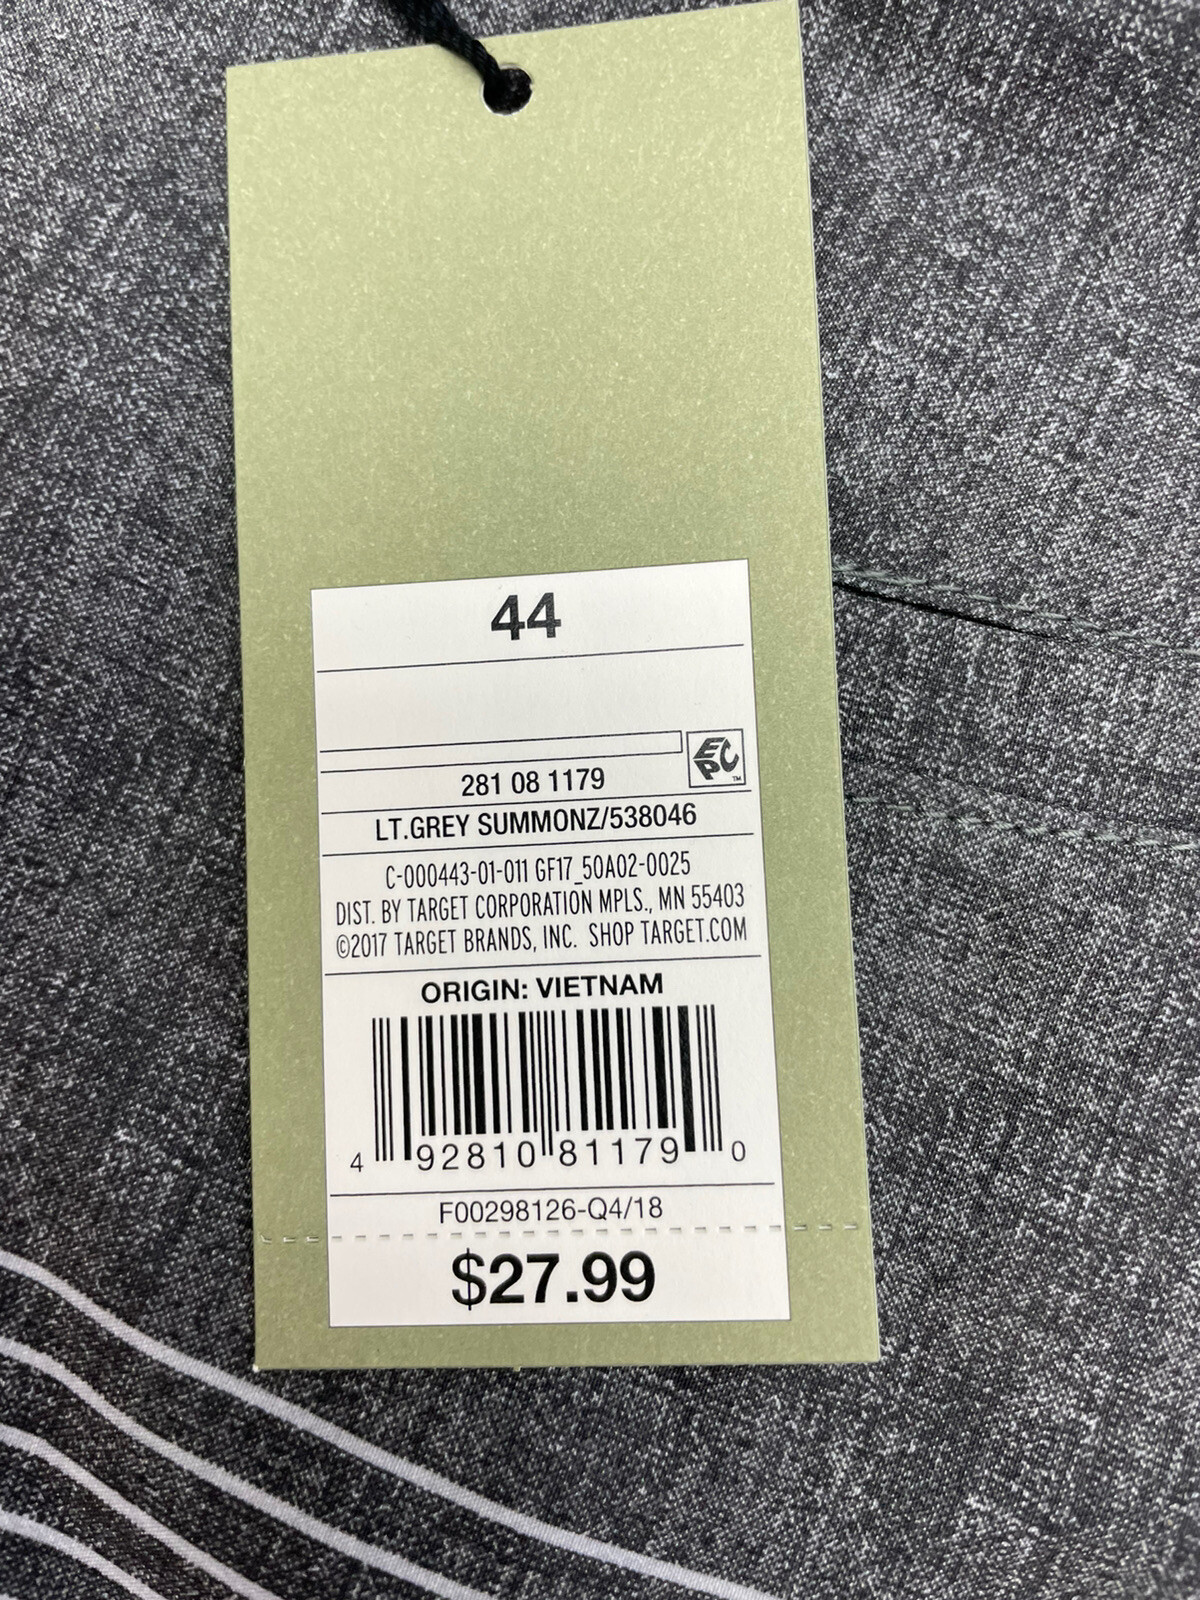 44
EPC
TM
281 08 1179
LT.GREY SUMMONZ/538046
C-000443-01-011 GF17_50A02-0025
DIST. BY TARGET CORPORATION MPLS., MN 55403
©2017 TARGET BRANDS, INC. SHOP TARGET.COM
ORIGIN: VIETNAM
4 92810 81179 0
F00298126-Q4/18
$27.99